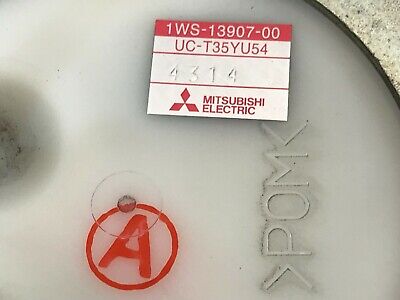 1WS-13907-00
UC-T35YU54
4314
MITSUBISHI
ELECTRIC
>POM<
A